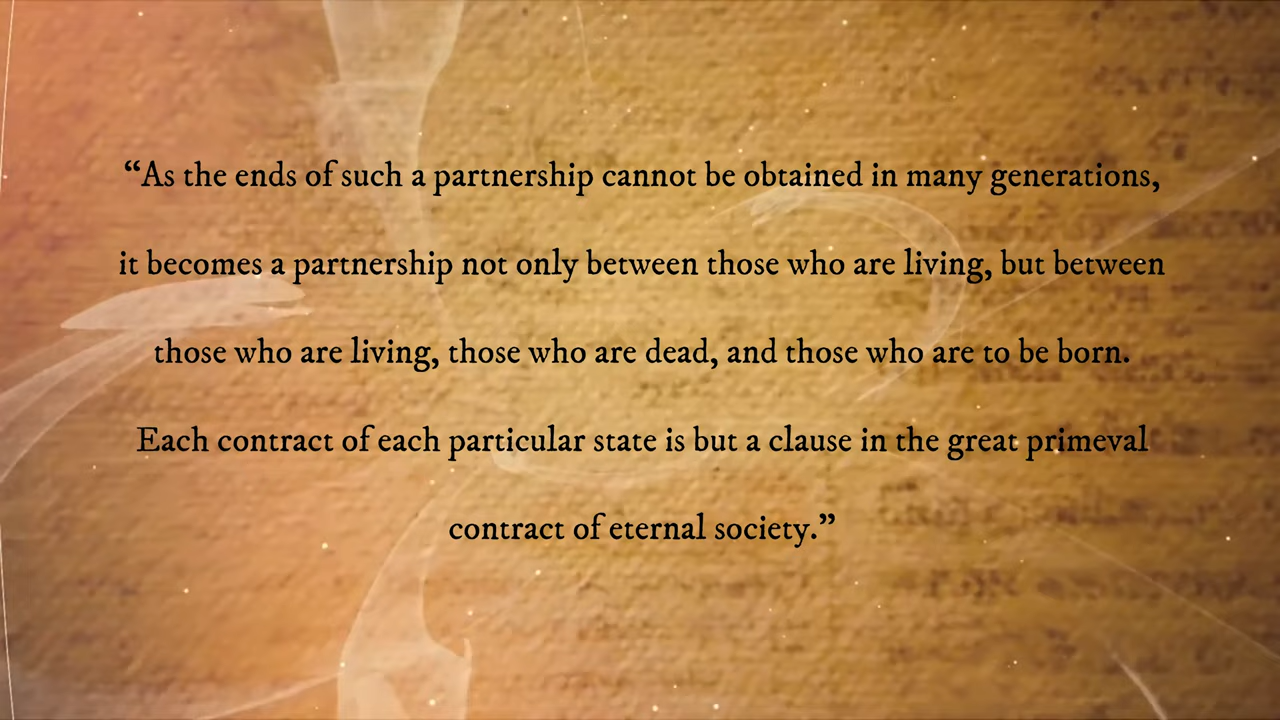 “As the ends of such a partnership cannot be obtained in many generations,
it becomes a partnership not only between those who are living, but between
those who are living, those who are dead, and those who are to be born.
Each contract of each particular state is but a clause in the great primeval
contract of eternal society.”